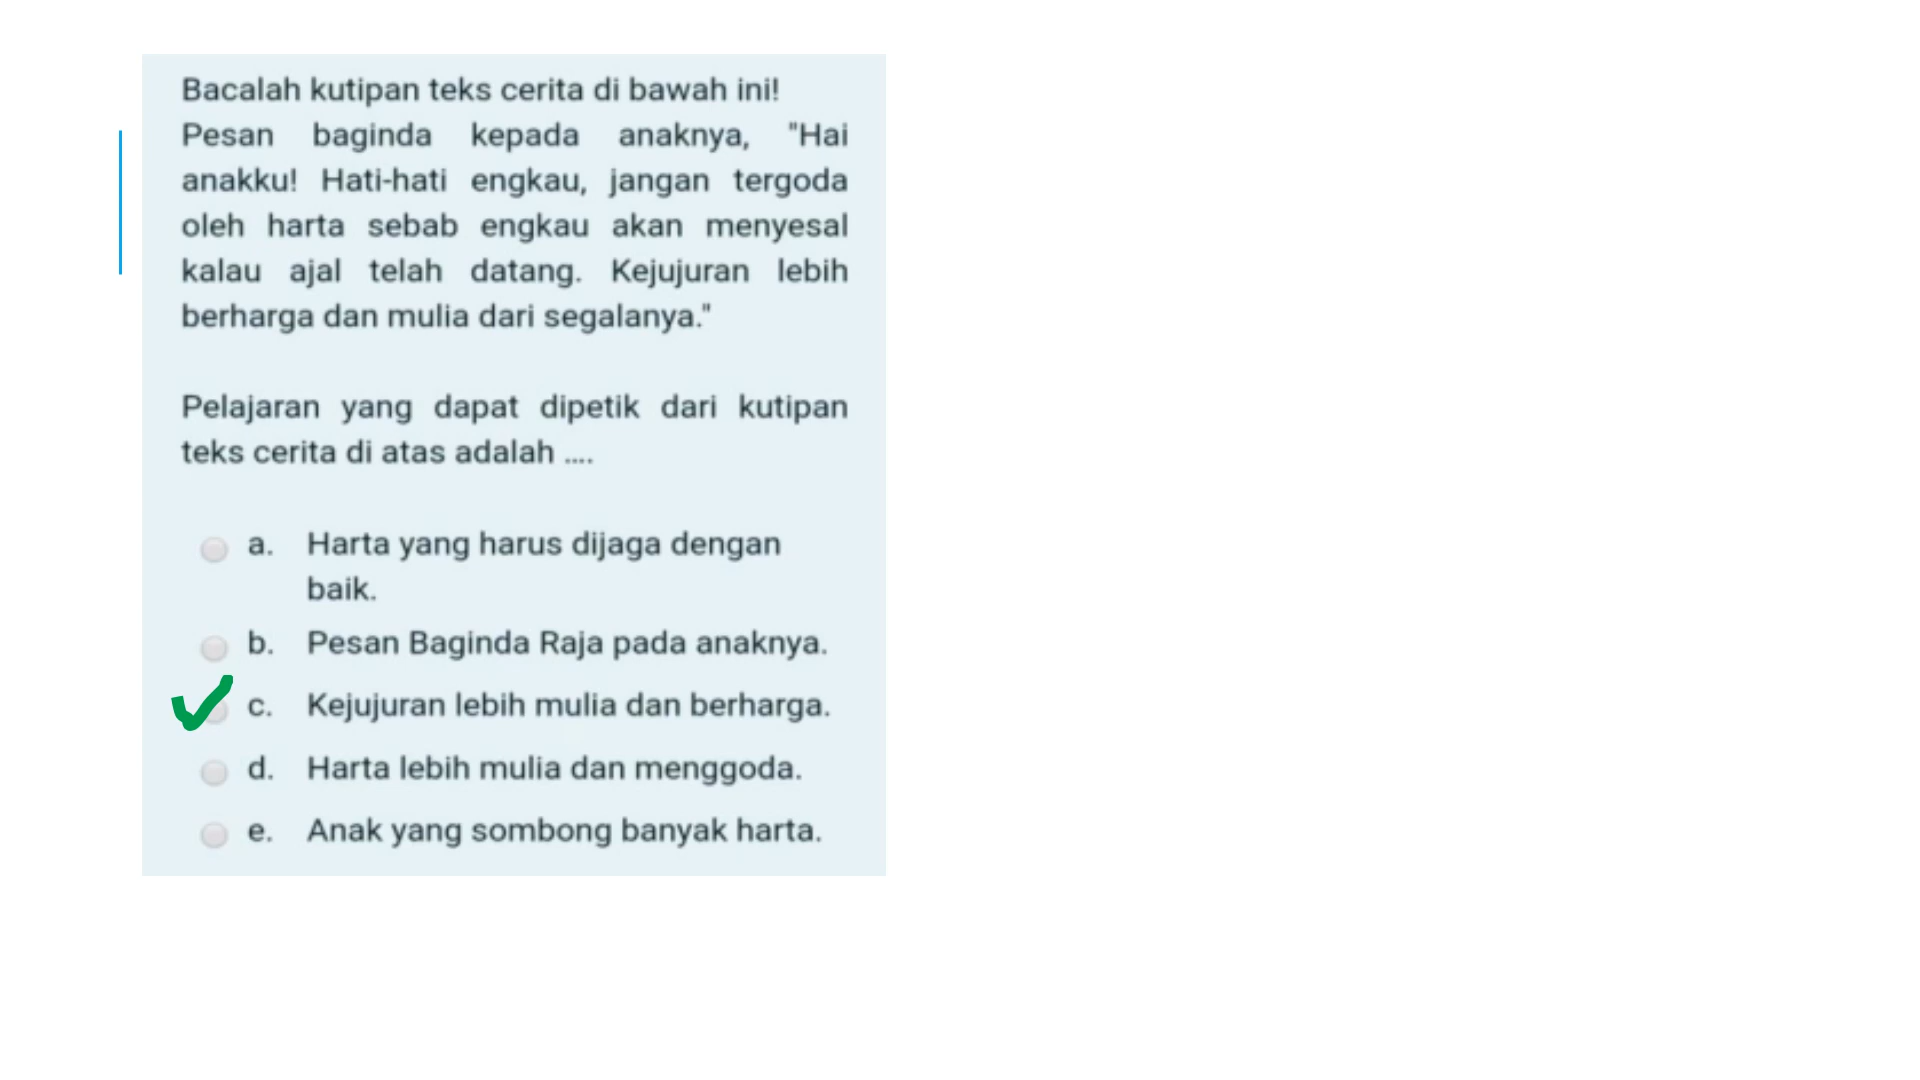 Bacalah kutipan teks cerita di bawah ini!
Pesan baginda kepada anaknya, "Hai
anakku! Hati-hati engkau, jangan tergoda
oleh harta sebab engkau akan menyesal
kalau ajal telah datang. Kejujuran lebih
berharga dan mulia dari segalanya."
Pelajaran yang dapat dipetik dari kutipan
teks cerita di atas adalah ....
a. Harta yang harus dijaga dengan
baik.
b. Pesan Baginda Raja pada anaknya.
c. Kejujuran lebih mulia dan berharga.
d. Harta lebih mulia dan menggoda.
e. Anak yang sombong banyak harta.